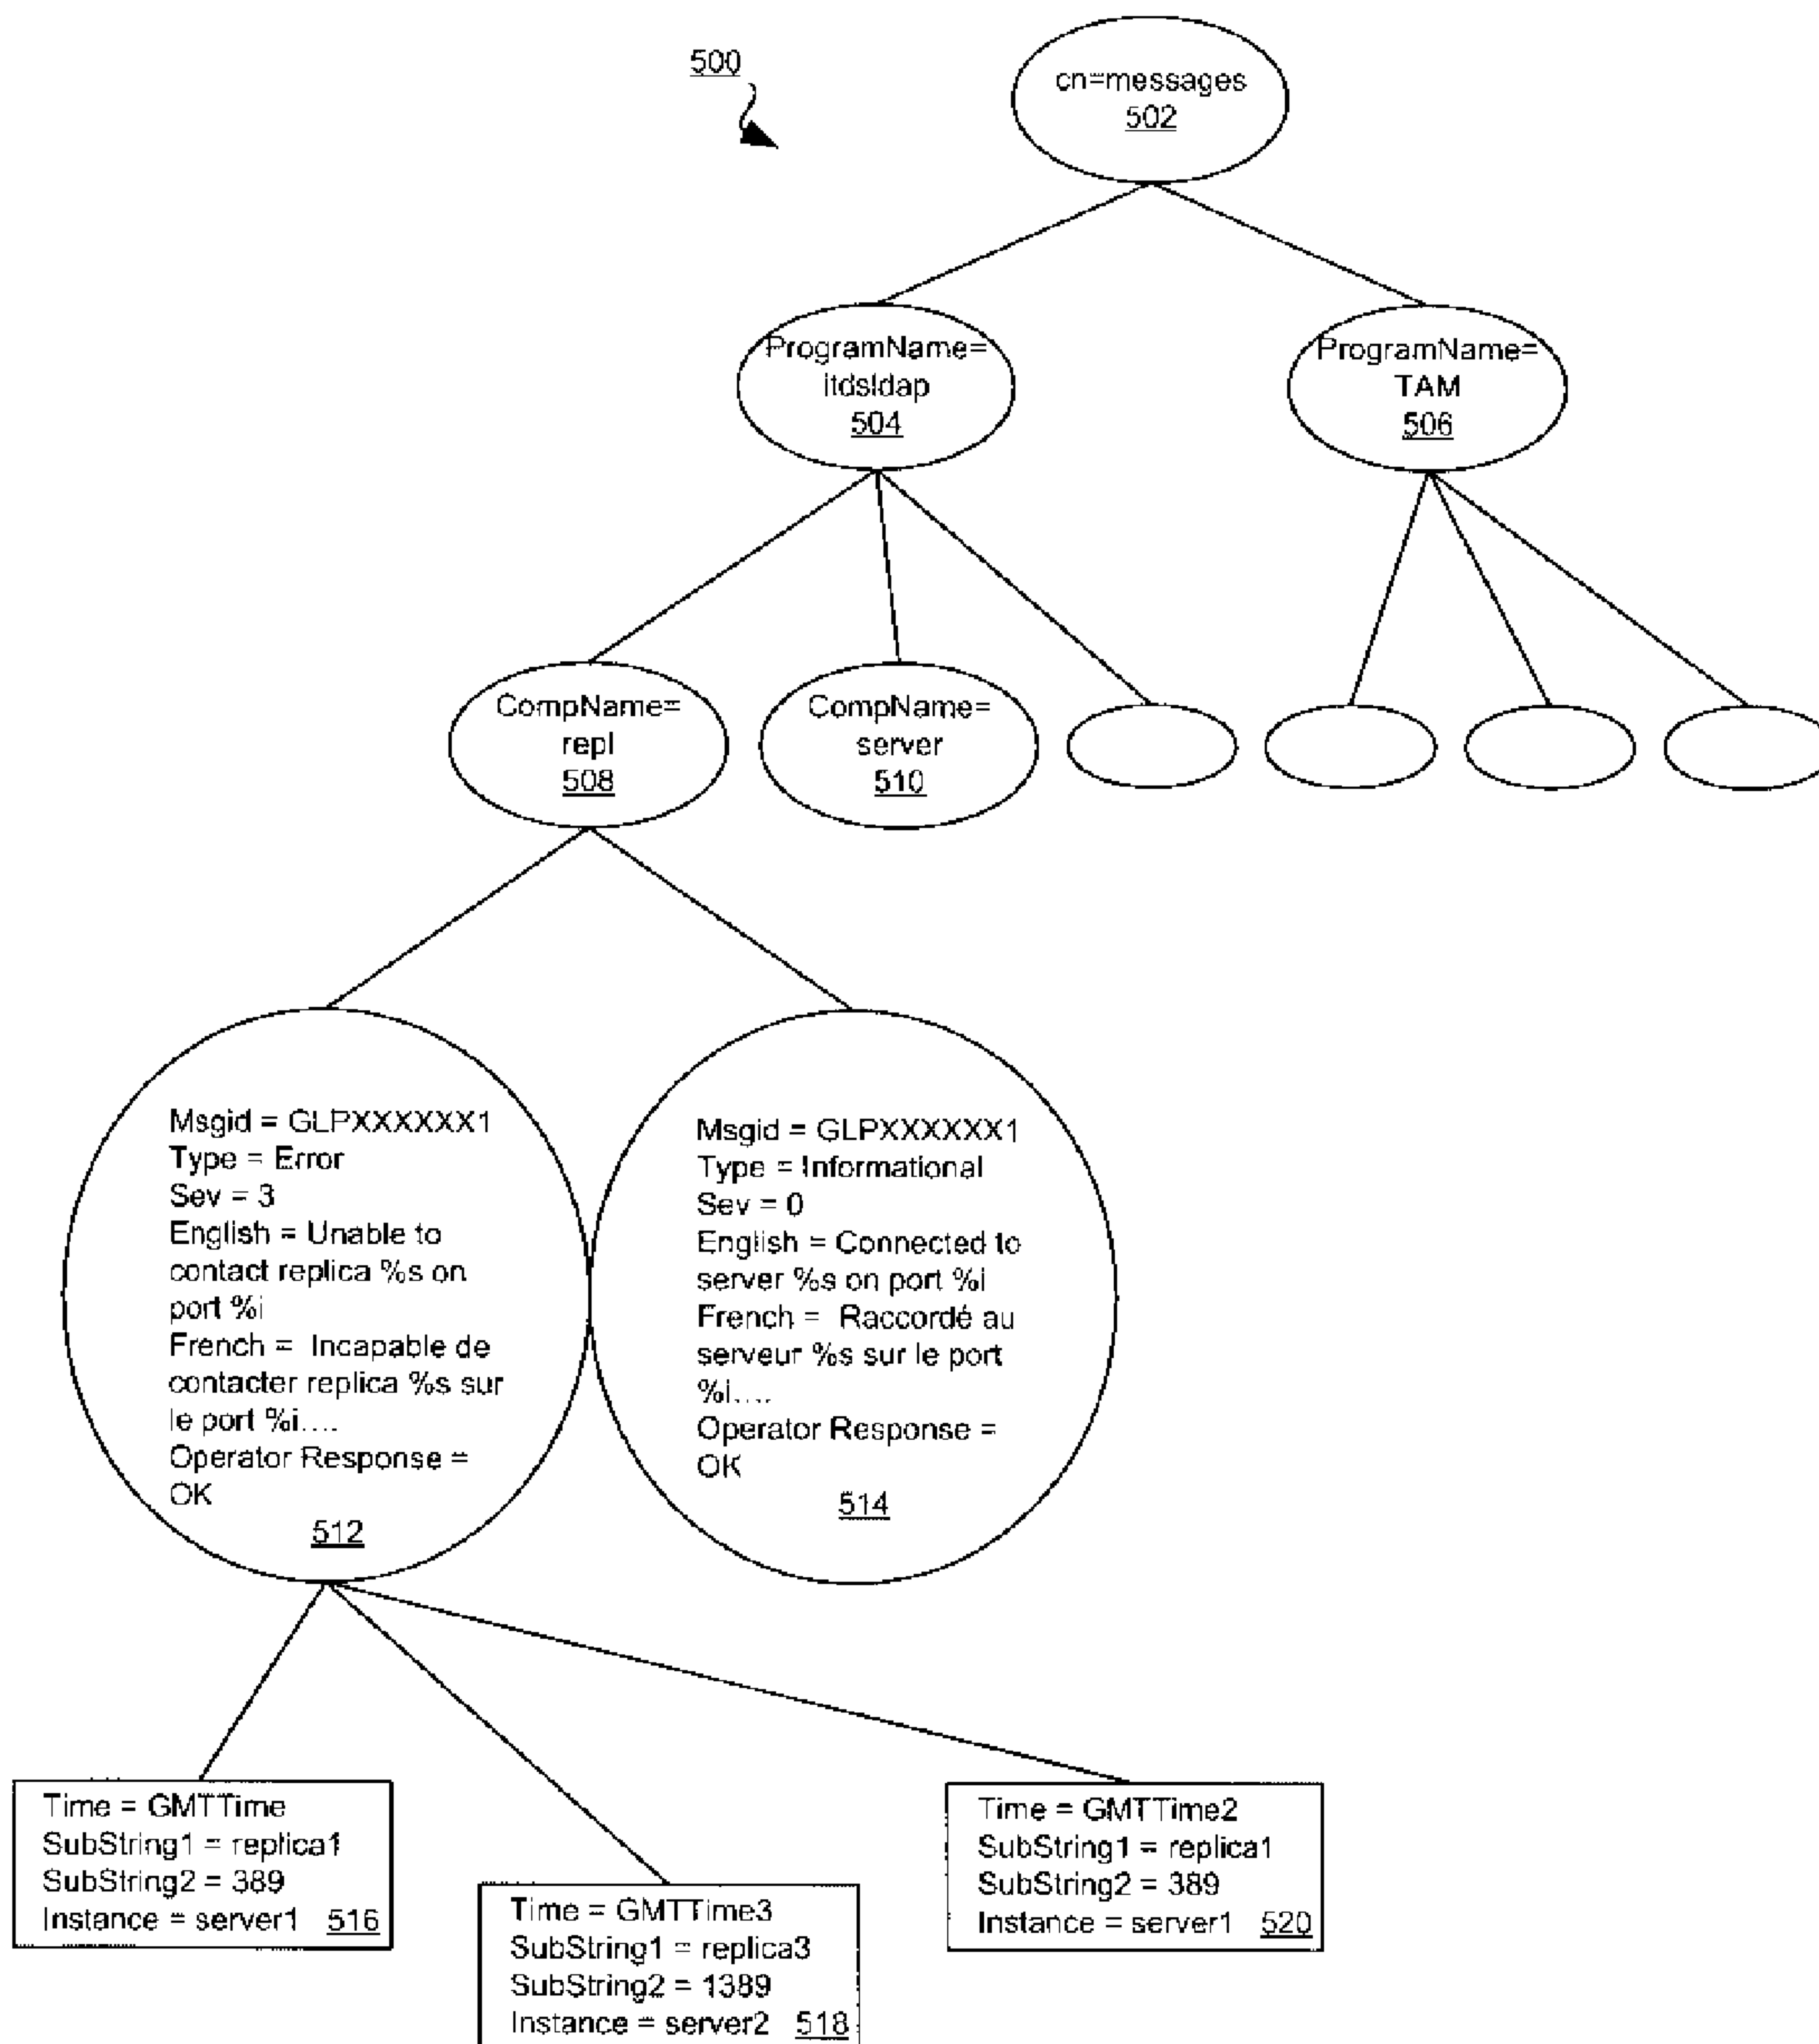 500
cn=messages
502
ProgramName=
itdsldap
504
ProgramName=
TAM
506
CompName=
repl
508
CompName=
server
510
Msgid = GLPXXXXXX1
Type = Error
Sev = 3
English = Unable to
contact replica %s on
port %i
French = Incapable de
contacter replica %s sur
le port %i....
Operator Response =
OK
512
Msgid = GLPXXXXXX1
Type = Informational
Sev = 0
English = Connected to
server %s on port %i
French = Raccordé au
serveur %s sur le port
%i....
Operator Response =
OK
514
Time = GMTTime
SubString1 = replica1
SubString2 = 389
Instance = server1 516
Time = GMTTime3
SubString1 = replica3
SubString2 = 1389
Instance = server2 518
Time = GMTTime2
SubString1 = replica1
SubString2 = 389
Instance = server1 520